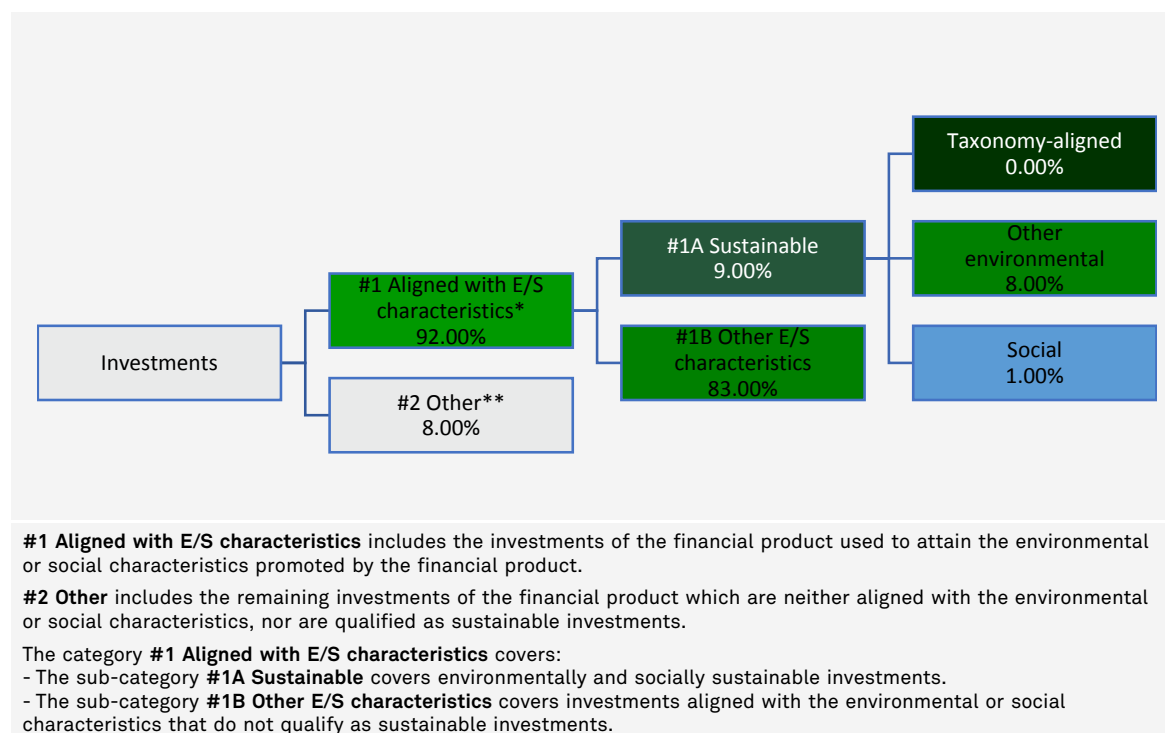 Taxonomy-aligned
0.00%
#1A Sustainable
9.00%
Other
environmental
8.00%
#1 Aligned with E/S
characteristics*
92.00%
#1B Other E/S
characteristics
83.00%
Social
1.00%
Investments
#2 Other**
8.00%
#1 Aligned with E/S characteristics includes the investments of the financial product used to attain the environmental
or social characteristics promoted by the financial product.
#2 Other includes the remaining investments of the financial product which are neither aligned with the environmental
or social characteristics, nor are qualified as sustainable investments.
The category #1 Aligned with E/S characteristics covers:
- The sub-category #1A Sustainable covers environmentally and socially sustainable investments.
- The sub-category #1B Other E/S characteristics covers investments aligned with the environmental or social
characteristics that do not qualify as sustainable investments.